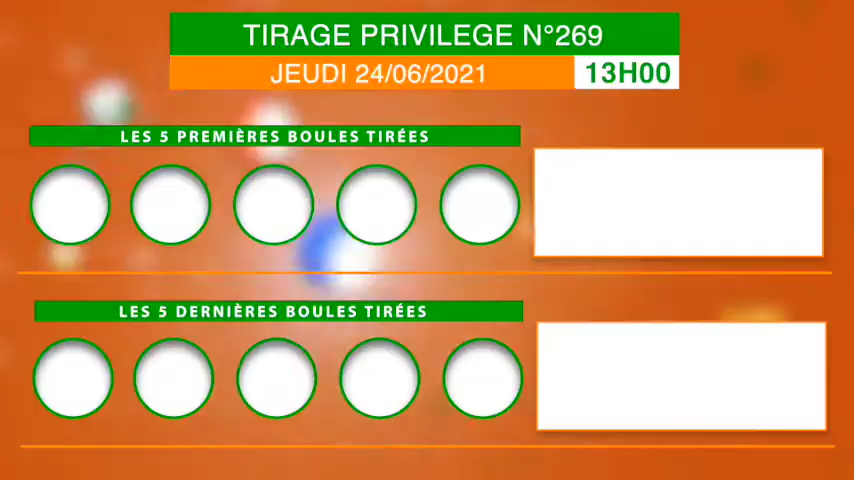 TIRAGE PRIVILEGE N°269
JEUDI 24/06/2021 13H00
LES 5 PREMIÈRES BOULES TIRÉES
LES 5 DERNIÈRES BOULES TIRÉES